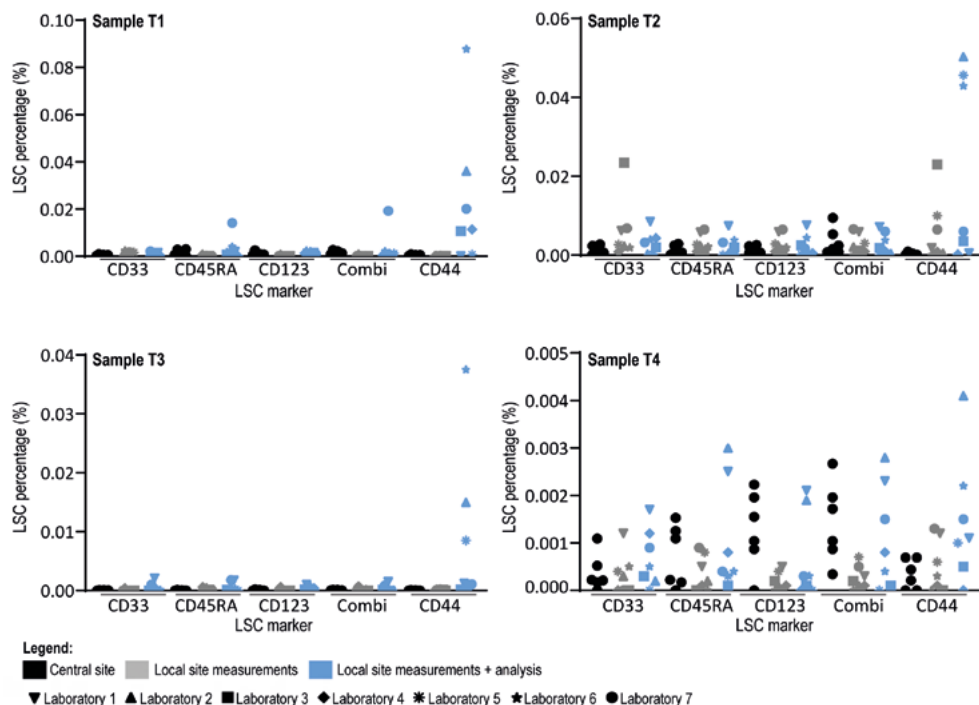 Sample T1
LSC percentage (%)
0.10
0.08
0.06
0.04
0.02
0.00
CD33 CD45RA CD123 Combi CD44
LSC marker
Sample T2
LSC percentage (%)
0.06
0.04
0.02
0.00
CD33 CD45RA CD123 Combi CD44
LSC marker
Sample T3
LSC percentage (%)
0.04
0.03
0.02
0.01
0.00
CD33 CD45RA CD123 Combi CD44
LSC marker
Sample T4
LSC percentage (%)
0.005
0.004
0.003
0.002
0.001
0.000
CD33 CD45RA CD123 Combi CD44
LSC marker
Legend:
Central site Local site measurements Local site measurements + analysis
Laboratory 1 Laboratory 2 Laboratory 3 Laboratory 4 Laboratory 5 Laboratory 6 Laboratory 7